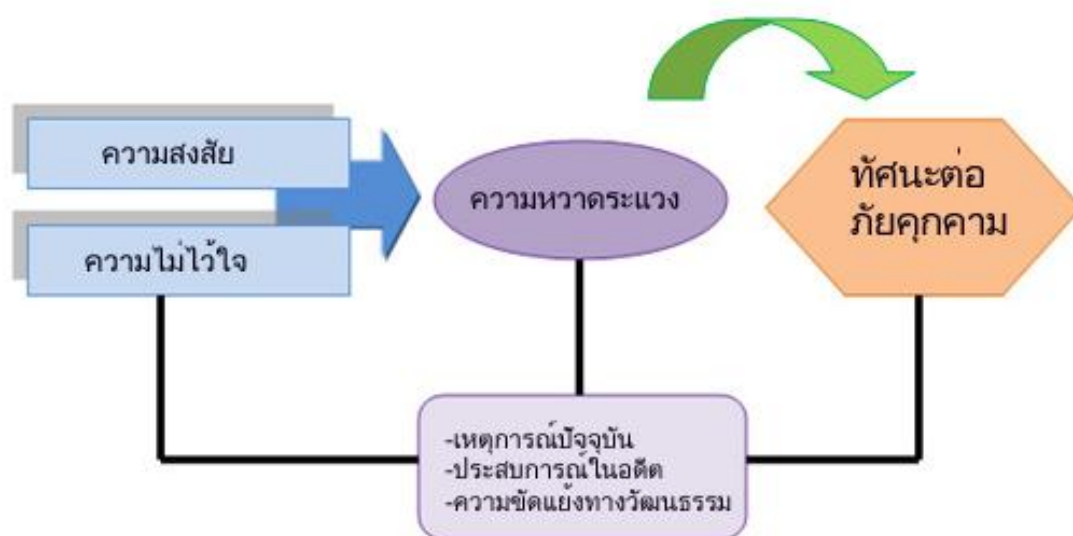 ความสงสัย
ความไม่ไว้ใจ
ความหวาดระแวง
ทัศนะต่อ
ภัยคุกคาม
-เหตุการณ์ปัจจุบัน
-ประสบการณ์ในอดีต
-ความขัดแย้งทางวัฒนธรรม